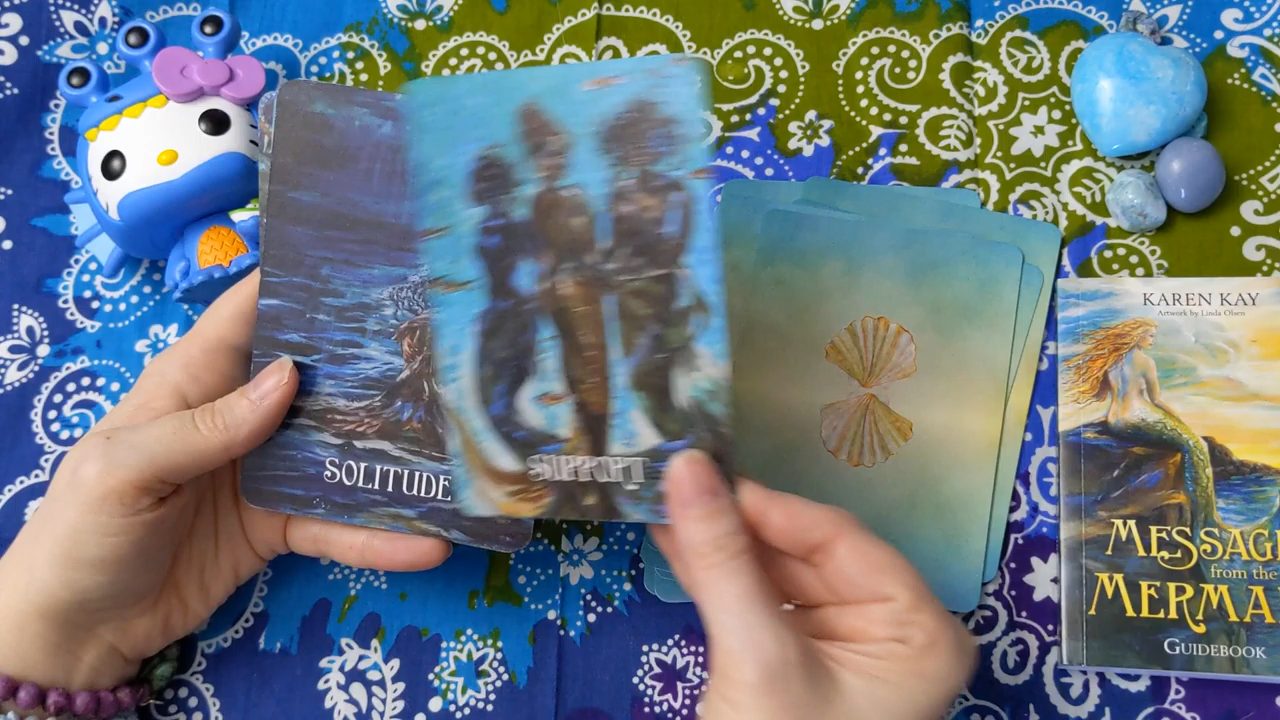 SOLITUDE
SUPPORT
KAREN KAY
Artwork by Linda Olsen
MESSAG
from the
MERMA
GUIDEBOOK